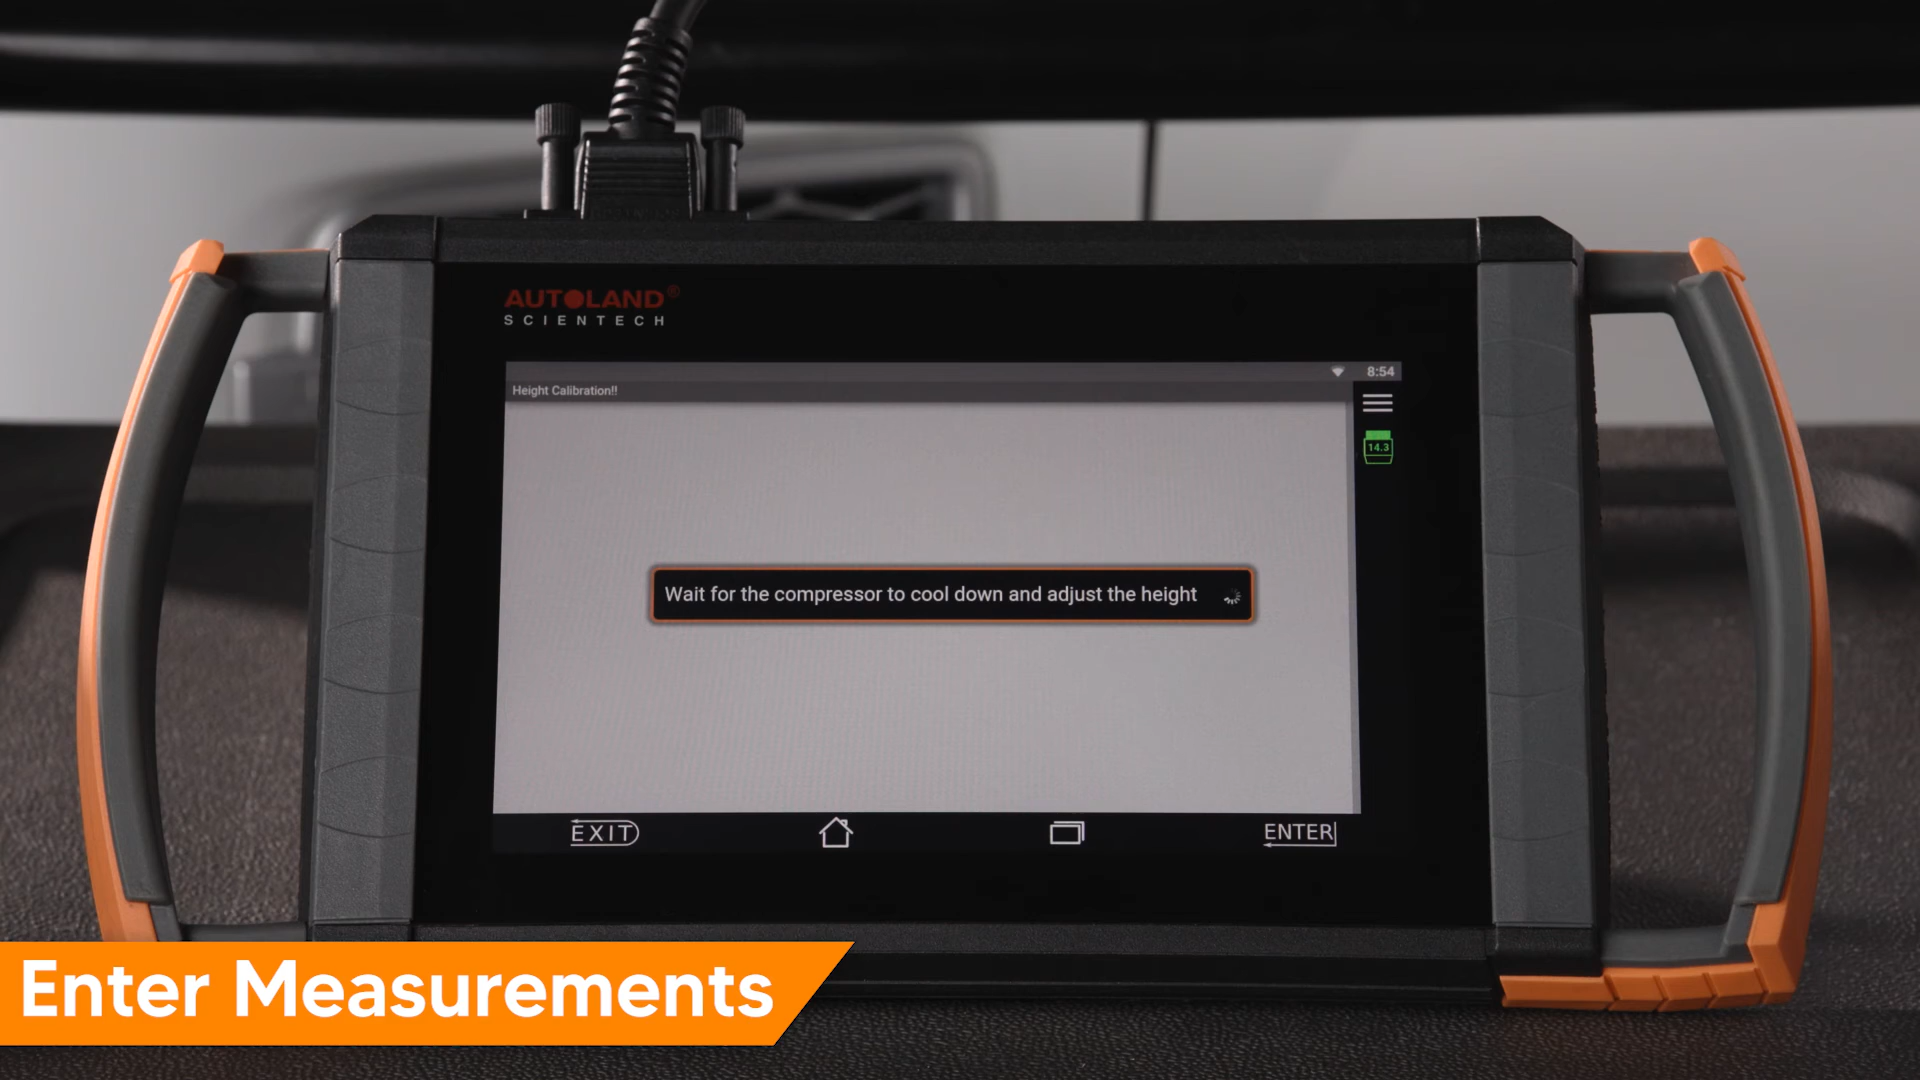 AUTOLAND®
SCIENTECH
8:54
Height Calibration!!
14.3
Wait for the compressor to cool down and adjust the height
EXIT
ENTER
Enter Measurements